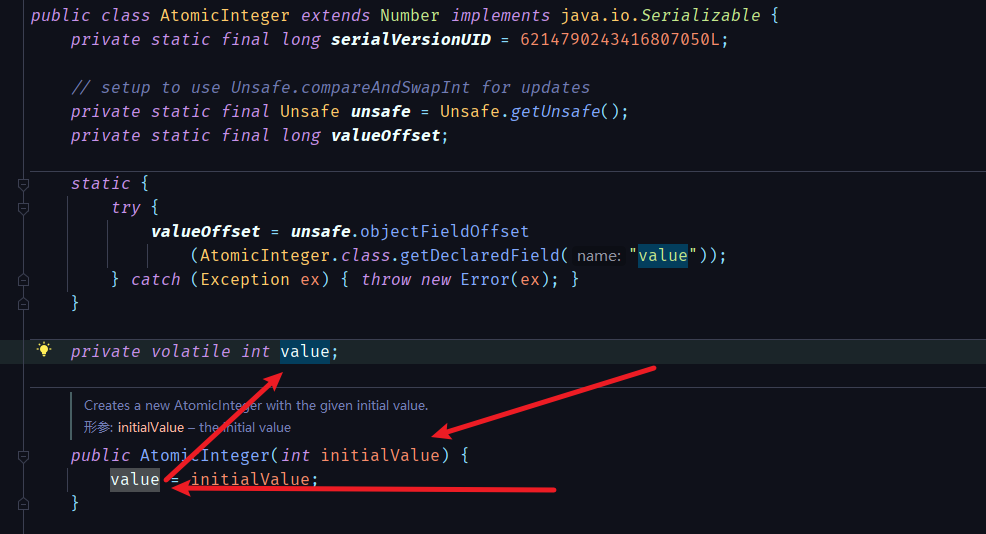 public class AtomicInteger extends Number implements java.io.Serializable {
private static final long serialVersionUID = 6214790243416807050L;
// setup to use Unsafe.compareAndSwapInt for updates
private static final Unsafe unsafe = Unsafe.getUnsafe();
private static final long valueOffset;
static {
try {
valueOffset = unsafe.objectFieldOffset
(AtomicInteger.class.getDeclaredField( name: "value"));
} catch (Exception ex) { throw new Error(ex); }
}
private volatile int value;
Creates a new AtomicInteger with the given initial value.
形参: initialValue – the initial value
public AtomicInteger(int initialValue) {
value = initialValue;
}